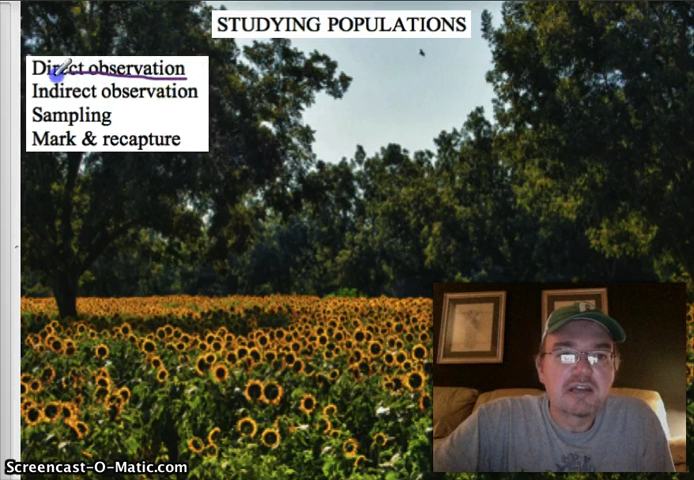 STUDYING POPULATIONS
Direct observation
Indirect observation
Sampling
Mark & recapture
Screencast-O-Matic.com